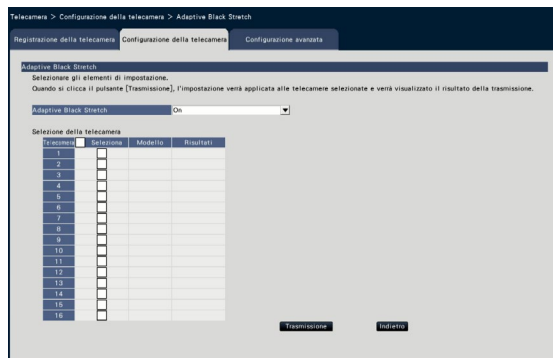 Telecamera > Configurazione della telecamera > Adaptive Black Stretch
Registrazione della telecamera Configurazione della telecamera Configurazione avanzata
Adaptive Black Stretch
Selezionare gli elementi di impostazione.
Quando si clicca il pulsante [Trasmissione], l'impostazione verrà applicata alle telecamere selezionate e verrà visualizzato il risultato della trasmissione.
Adaptive Black Stretch On
Selezione della telecamera
Telecamera Seleziona Modello Risultati
1
2
3
4
5
6
7
8
9
10
11
12
13
14
15
16
Trasmissione Indietro